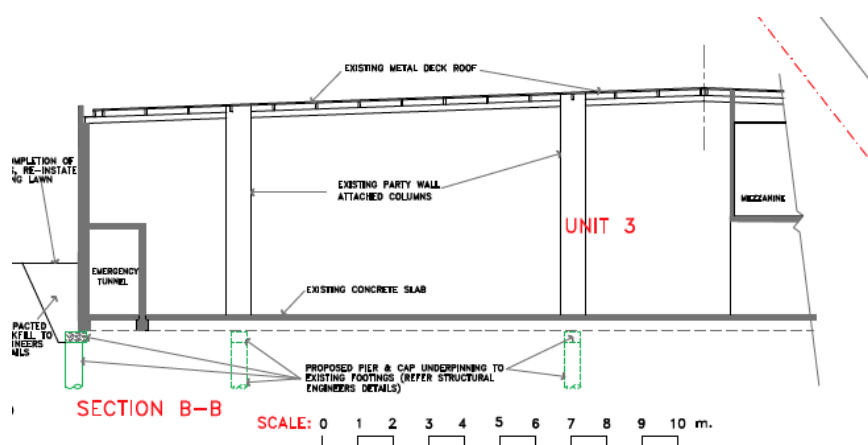 EXISTING METAL DECK ROOF
OMPLETION OF
, RE-INSTATE
NG LAWN
EXISTING PARTY WALL
ATTACHED COLUMNS
MEZZANINE
UNIT 3
EMERGENCY
TUNNEL
EXISTING CONCRETE SLAB
PACTED
KFILL TO
INEERS
AILS
PROPOSED PIER & CAP UNDERPINNING TO
EXISTING FOOTINGS (REFER STRUCTURAL
ENGINEERS DETAILS)
SECTION B-B
SCALE: 0 1 2 3 4 5 6 7 8 9 10 m.